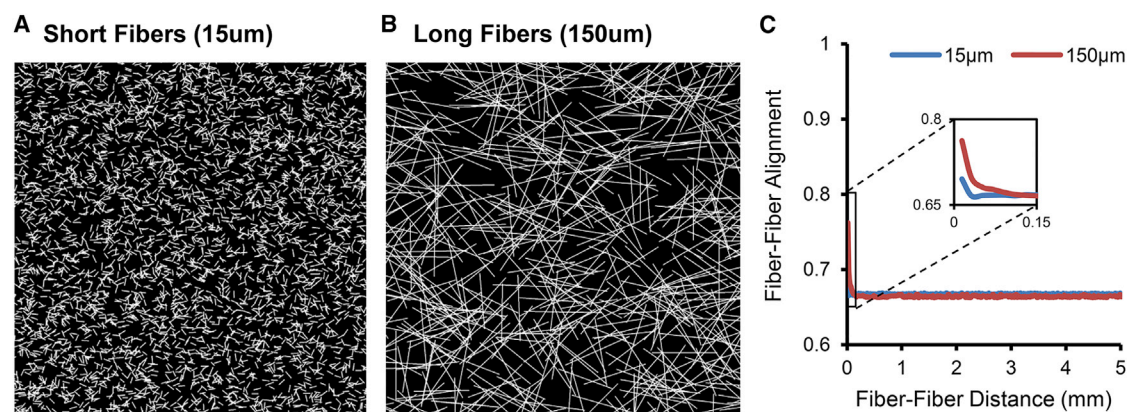 A Short Fibers (15um)
B Long Fibers (150um)
C
1
0.9
0.8
0.7
0.6
Fiber-Fiber Alignment
15µm
150µm
0.8
0.65
0
0.15
0 1 2 3 4 5
Fiber-Fiber Distance (mm)